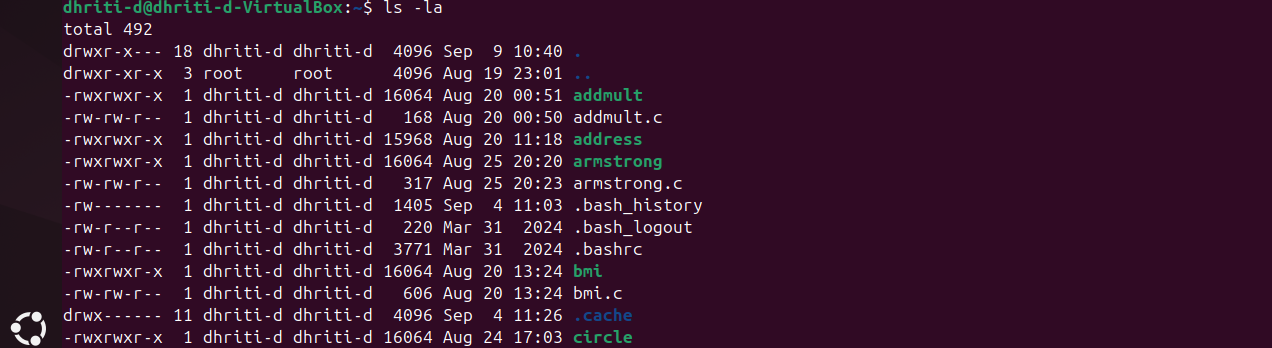 dhriti-d@dhriti-d-VirtualBox:~$ ls -la
total 492
drwxr-x--- 18 dhriti-d dhriti-d  4096 Sep  9 10:40 .
drwxr-xr-x  3 root     root      4096 Aug 19 23:01 ..
-rwxrwxr-x  1 dhriti-d dhriti-d 16064 Aug 20 00:51 addmult
-rw-rw-r--  1 dhriti-d dhriti-d   168 Aug 20 00:50 addmult.c
-rwxrwxr-x  1 dhriti-d dhriti-d 15968 Aug 20 11:18 address
-rwxrwxr-x  1 dhriti-d dhriti-d 16064 Aug 25 20:20 armstrong
-rw-rw-r--  1 dhriti-d dhriti-d   317 Aug 25 20:23 armstrong.c
-rw-------  1 dhriti-d dhriti-d  1405 Sep  4 11:03 .bash_history
-rw-r--r--  1 dhriti-d dhriti-d   220 Mar 31  2024 .bash_logout
-rw-r--r--  1 dhriti-d dhriti-d  3771 Mar 31  2024 .bashrc
-rwxrwxr-x  1 dhriti-d dhriti-d 16064 Aug 20 13:24 bmi
-rw-rw-r--  1 dhriti-d dhriti-d   606 Aug 20 13:24 bmi.c
drwx------ 11 dhriti-d dhriti-d  4096 Sep  4 11:26 .cache
-rwxrwxr-x  1 dhriti-d dhriti-d 16064 Aug 24 17:03 circle